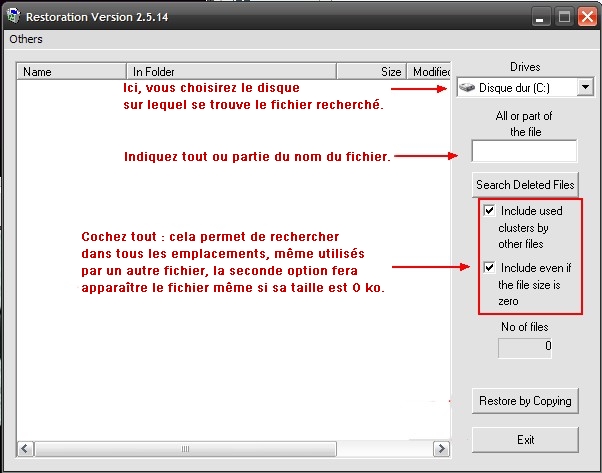 Restoration Version 2.5.14
Others
Name In Folder Size Modified
Drives
Ici, vous choisirez le disque
sur lequel se trouve le fichier recherché.
Disque dur (C:)
All or part of
the file
Indiquez tout ou partie du nom du fichier.
Search Deleted Files
Include used
clusters by
other files
Cochez tout : cela permet de rechercher
dans tous les emplacements, même utilisés
par un autre fichier, la seconde option fera
apparaître le fichier même si sa taille est 0 ko.
Include even if
the file size is
zero
No of files
0
Restore by Copying
Exit